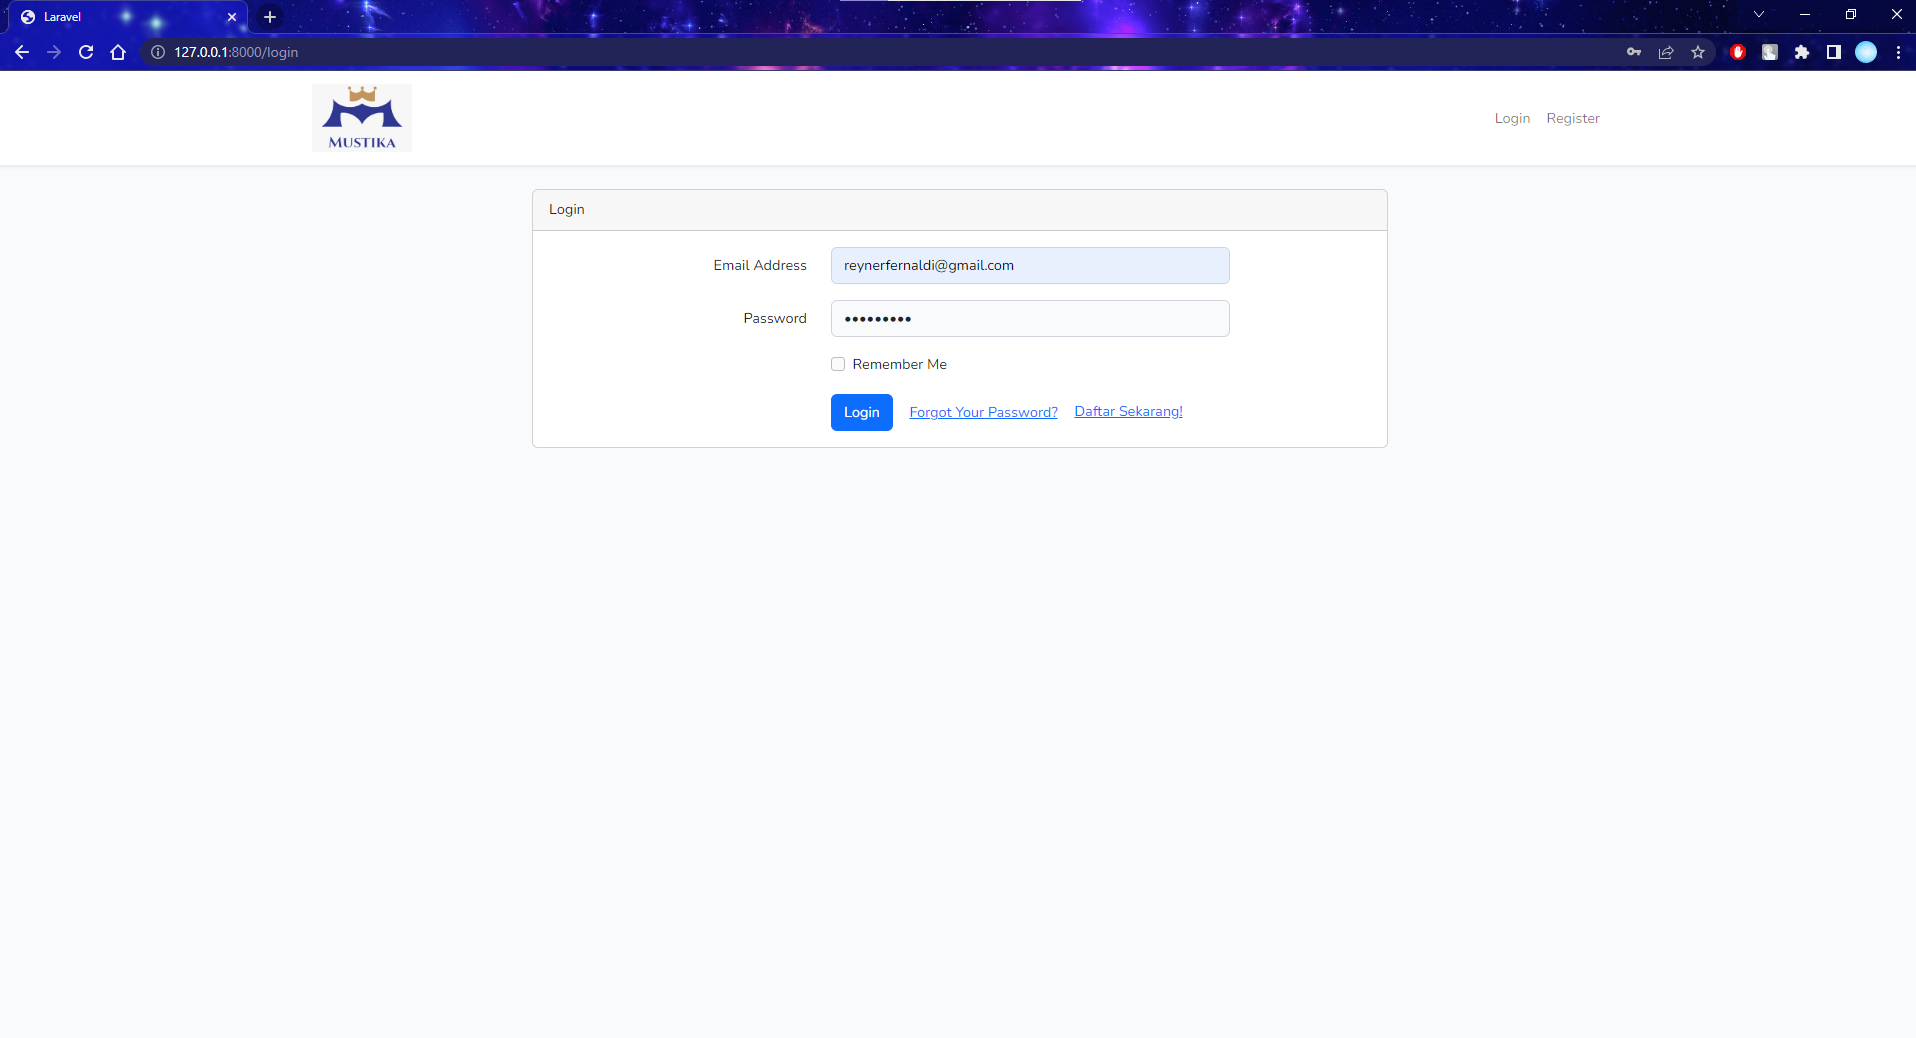 Laravel
127.0.0.1:8000/login
MUSTIKA
Login Register
Login
Email Address reynerfernaldi@gmail.com
Password •••••••••
Remember Me
Login Forgot Your Password? Daftar Sekarang!